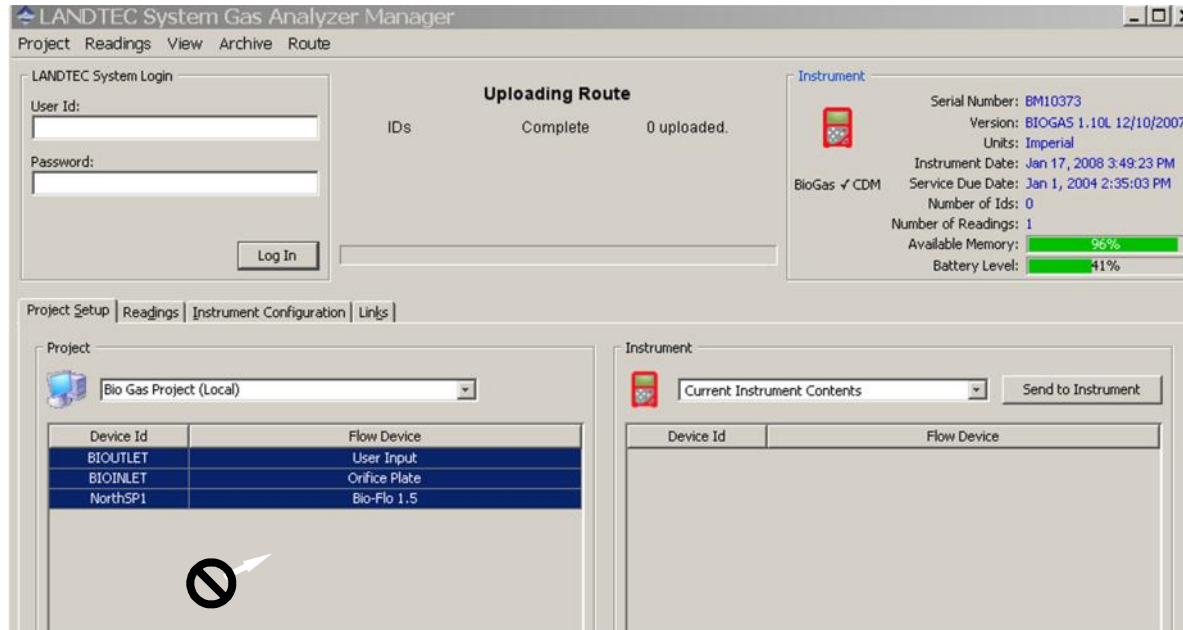 LANDTEC System Gas Analyzer Manager
Project Readings View Archive Route
LANDTEC System Login
User Id:
Password:
Log In
Uploading Route
IDs Complete 0 uploaded.
Instrument
BioGas √ CDM
Serial Number: BM10373
Version: BIOGAS 1.10L 12/10/2007
Units: Imperial
Instrument Date: Jan 17, 2008 3:49:23 PM
Service Due Date: Jan 1, 2004 2:35:03 PM
Number of Ids: 0
Number of Readings: 1
Available Memory: 96%
Battery Level: 41%
Project Setup Readings Instrument Configuration Links
Project
Bio Gas Project (Local)
Device Id Flow Device
BIOUTLET User Input
BIOINLET Orifice Plate
NorthSP1 Bio-Flo 1.5
Instrument
Current Instrument Contents Send to Instrument
Device Id Flow Device